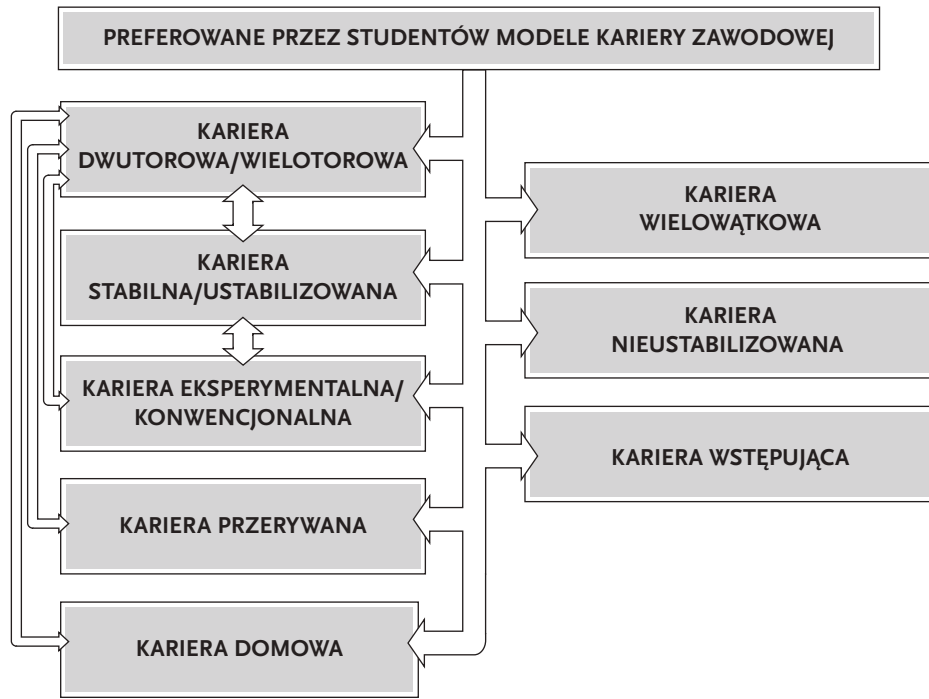 PREFEROWANE PRZEZ STUDENTÓW MODELE KARIERY ZAWODOWEJ
KARIERA
DWUTOROWA/WIELOTOROWA
KARIERA
STABILNA/USTABILIZOWANA
KARIERA EKSPERYMENTALNA/
KONWENCJONALNA
KARIERA PRZERYWANA
KARIERA DOMOWA
KARIERA
WIELOWĄTKOWA
KARIERA
NIEUSTABILIZOWANA
KARIERA WSTĘPUJĄCA